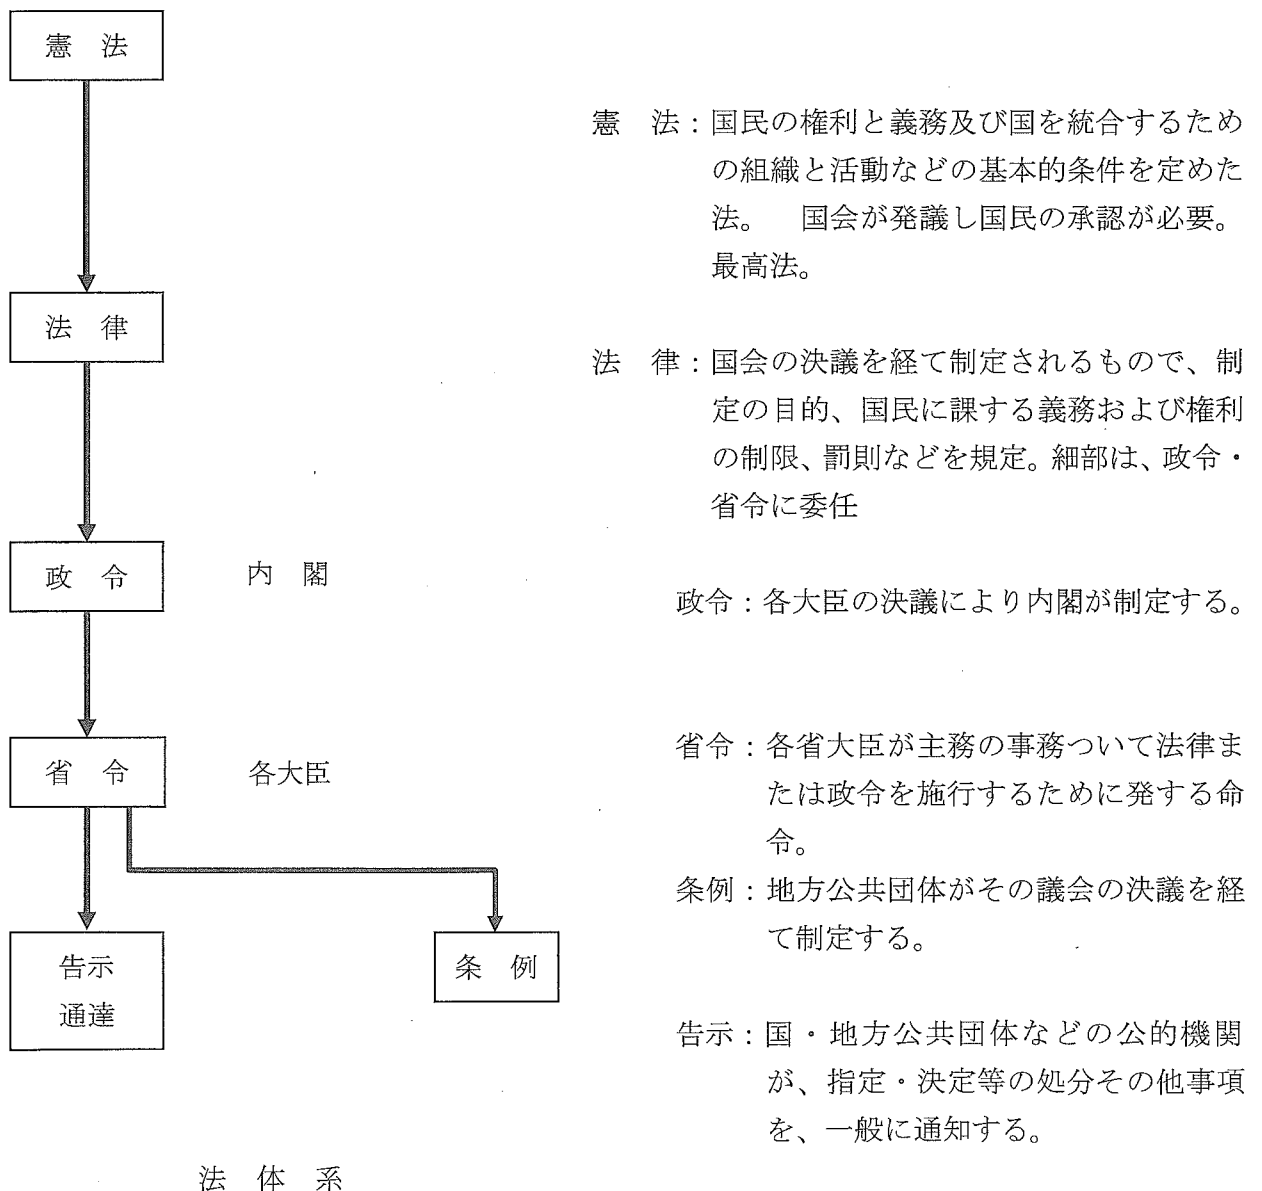 憲　法
法　律
政　令
内　閣
省　令
各大臣
告示
通達
条　例
法　体　系
憲　法：国民の権利と義務及び国を統合するため
の組織と活動などの基本的条件を定めた
法。　国会が発議し国民の承認が必要。
最高法。
法　律：国会の決議を経て制定されるもので、制
定の目的、国民に課する義務および権利
の制限、罰則などを規定。細部は、政令・
省令に委任
政令：各大臣の決議により内閣が制定する。
省令：各省大臣が主務の事務ついて法律ま
たは政令を施行するために発する命
令。
条例：地方公共団体がその議会の決議を経
て制定する。
告示：国・地方公共団体などの公的機関
が、指定・決定等の処分その他事項
を、一般に通知する。